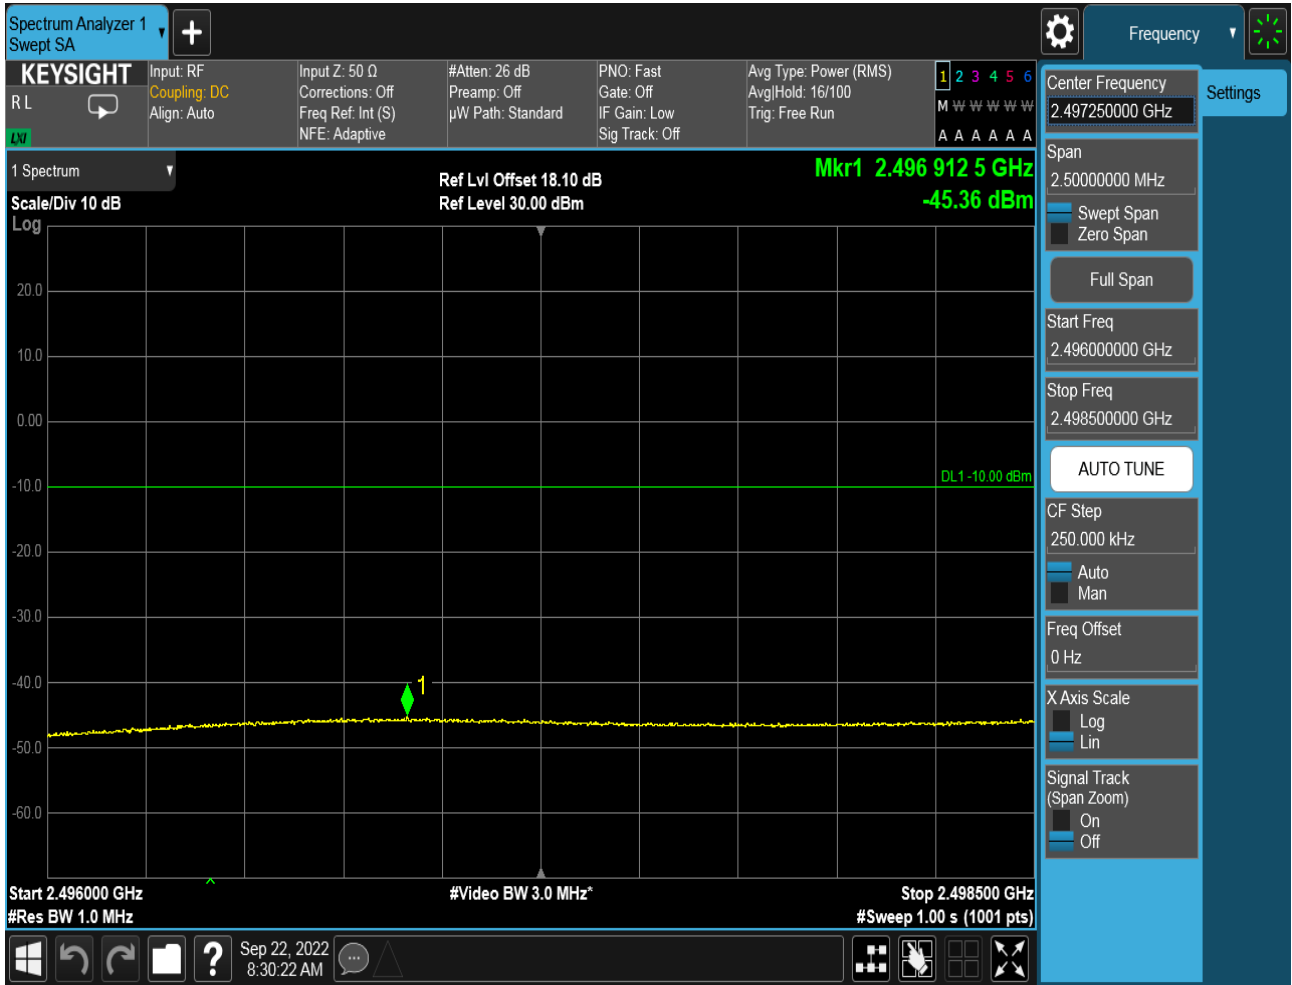 Spectrum Analyzer 1
Swept SA
Frequency
KEYSIGHT
R L
LXI
Input: RF
Coupling: DC
Align: Auto
Input Z: 50 Ω
Corrections: Off
Freq Ref: Int (S)
NFE: Adaptive
#Atten: 26 dB
Preamp: Off
µW Path: Standard
PNO: Fast
Gate: Off
IF Gain: Low
Sig Track: Off
Avg Type: Power (RMS)
Avg|Hold: 16/100
Trig: Free Run
1 2 3 4 5 6
M W W W W W
A A A A A A
1 Spectrum
Scale/Div 10 dB
Log
Ref Lvl Offset 18.10 dB
Ref Level 30.00 dBm
Mkr1 2.496 912 5 GHz
-45.36 dBm
20.0
10.0
0.00
-10.0
DL1 -10.00 dBm
-20.0
-30.0
-40.0
1
-50.0
-60.0
Start 2.496000 GHz
#Video BW 3.0 MHz*
Stop 2.498500 GHz
#Res BW 1.0 MHz
#Sweep 1.00 s (1001 pts)
Sep 22, 2022
8:30:22 AM
Center Frequency
2.497250000 GHz
Settings
Span
2.50000000 MHz
Swept Span
Zero Span
Full Span
Start Freq
2.496000000 GHz
Stop Freq
2.498500000 GHz
AUTO TUNE
CF Step
250.000 kHz
Auto
Man
Freq Offset
0 Hz
X Axis Scale
Log
Lin
Signal Track
(Span Zoom)
On
Off